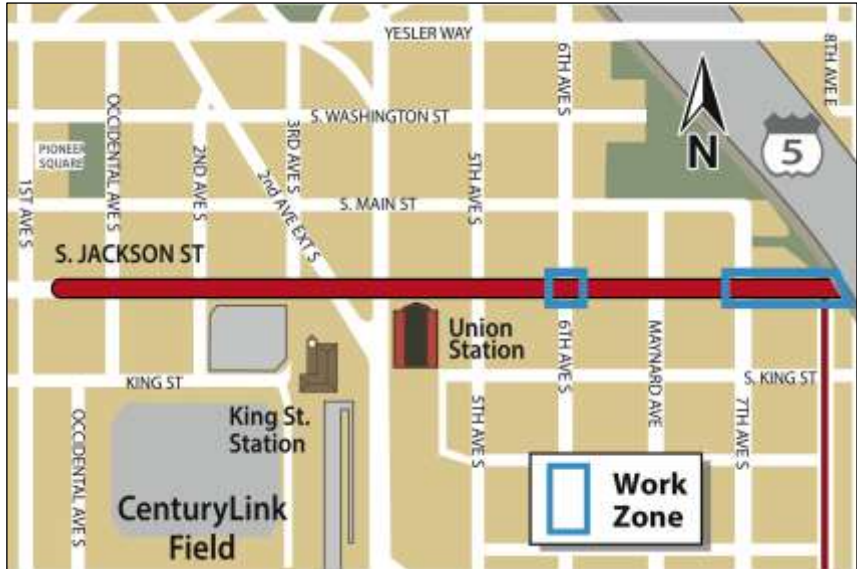 YESLER WAY
6TH AVE S
8TH AVE E
OCCIDENTAL AVE S
3RD AVE S
S. WASHINGTON ST
N
5
PIONEER
SQUARE
2ND AVE S
5TH AVE S
1ST AVE S
2nd AVE EXT S
S. MAIN ST
S. JACKSON ST
Union
Station
6TH AVE S
MAYNARD AVE
7TH AVE S
KING ST
S. KING ST
OCCIDENTAL AVE S
King St.
Station
5TH AVE S
CenturyLink
Field
Work
Zone